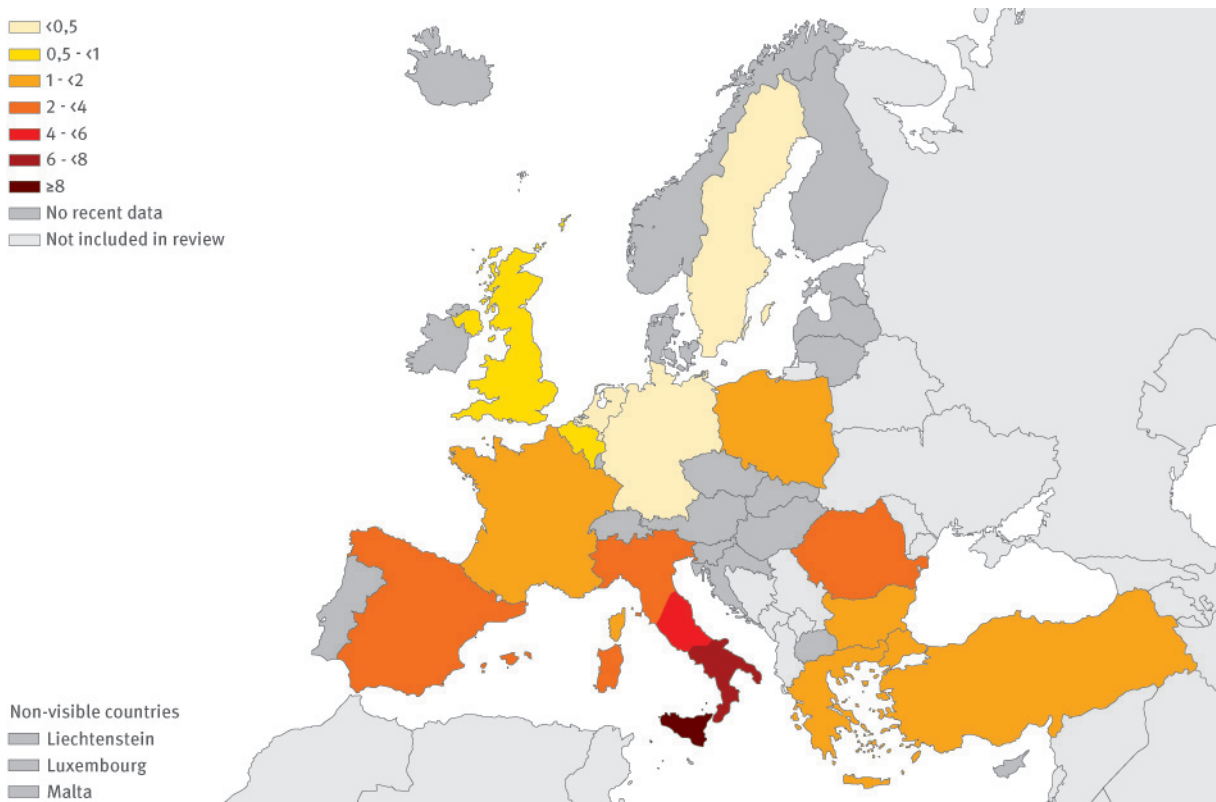 <0,5
0,5 - <1
1 - <2
2 - <4
4 - <6
6 - <8
≥8
No recent data
Not included in review
Non-visible countries
Liechtenstein
Luxembourg
Malta